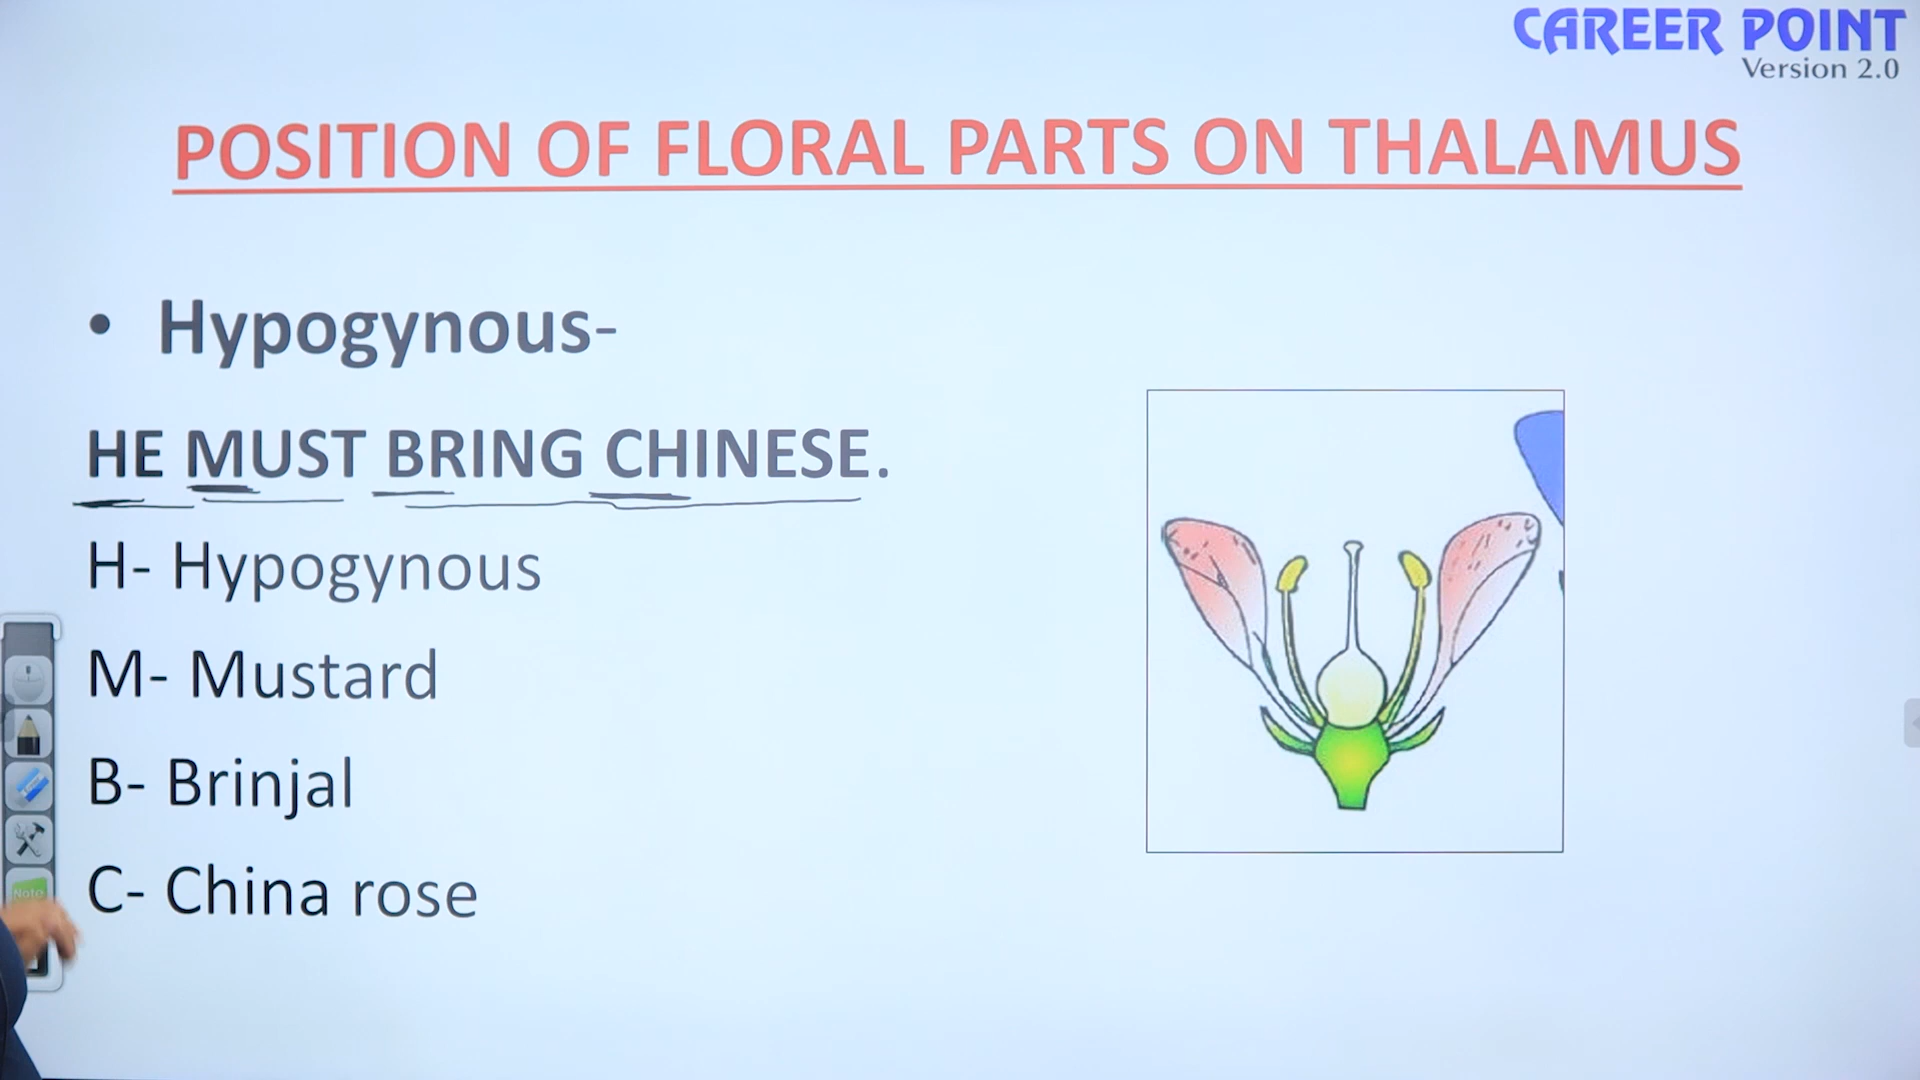 CAREER POINT
Version 2.0
POSITION OF FLORAL PARTS ON THALAMUS
• Hypogynous-
HE MUST BRING CHINESE.
H- Hypogynous
M- Mustard
B- Brinjal
C- China rose
Note